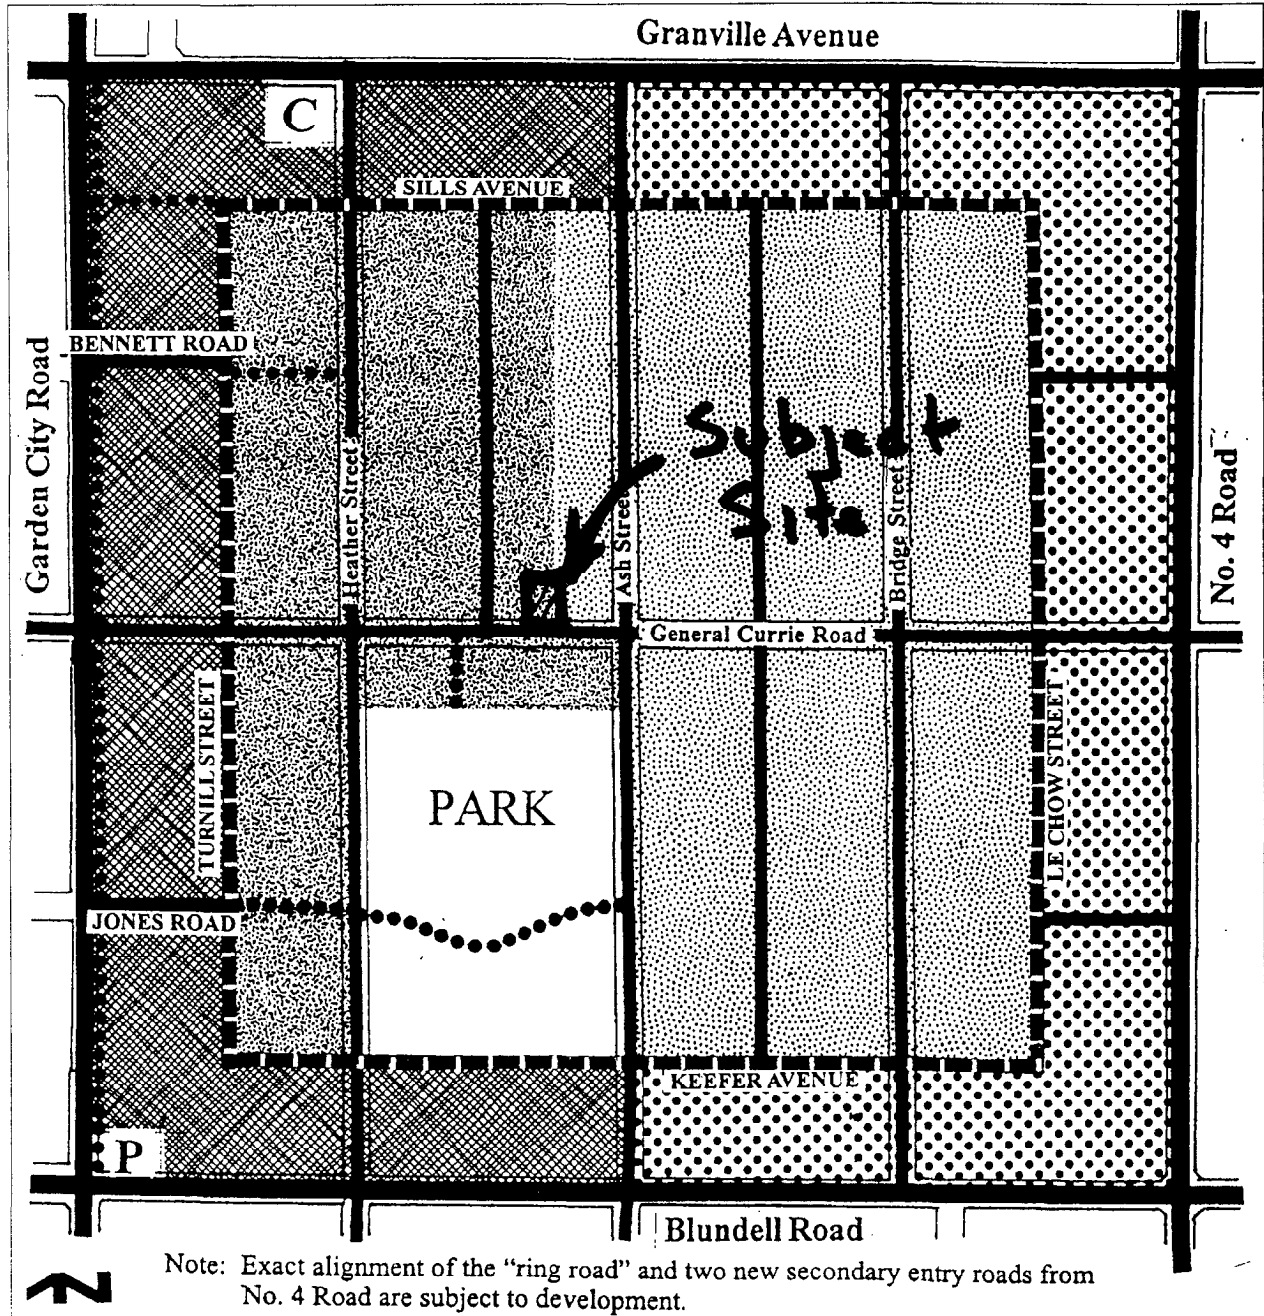 Granville Avenue
C
SILLS AVENUE
BENNETT ROAD
Garden City Road
Heather Street
Subject
Site
Ash Street
Bridge Street
No. 4 Road
General Currie Road
TURNILL STREET
PARK
LE CHOW STREET
JONES ROAD
KEEFER AVENUE
P
Blundell Road
N
Note: Exact alignment of the “ring road” and two new secondary entry roads from
No. 4 Road are subject to development.